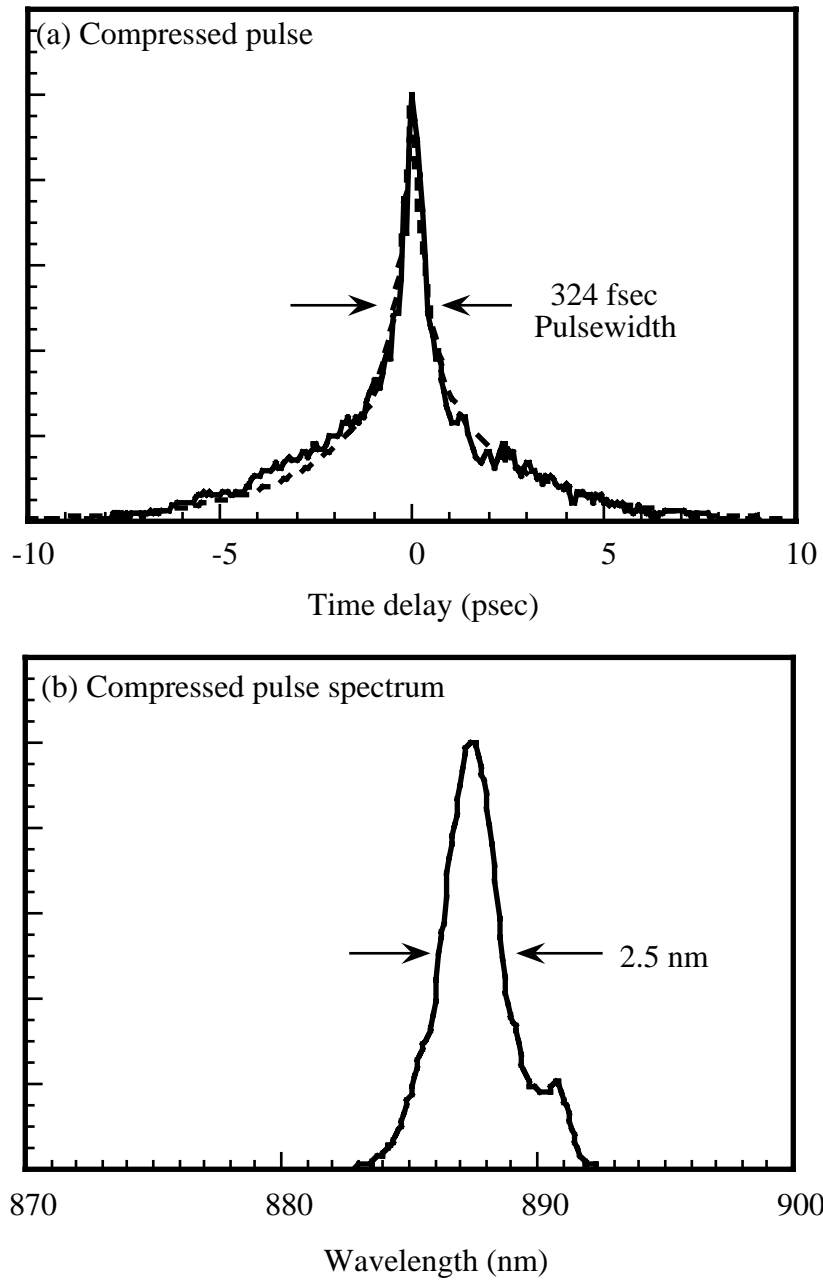 (a) Compressed pulse
324 fsec
Pulsewidth
-10 -5 0 5 10
Time delay (psec)
(b) Compressed pulse spectrum
2.5 nm
870 880 890 900
Wavelength (nm)